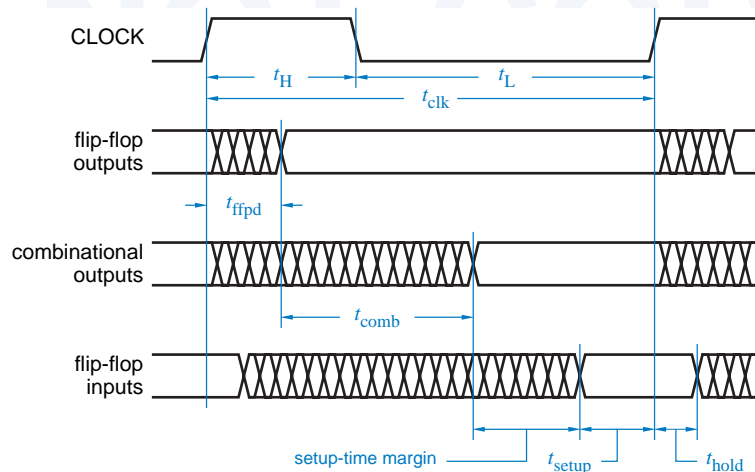 CLOCK
tH
tL
tclk
flip-flop
outputs
tffpd
combinational
outputs
tcomb
flip-flop
inputs
setup-time margin
tsetup
thold